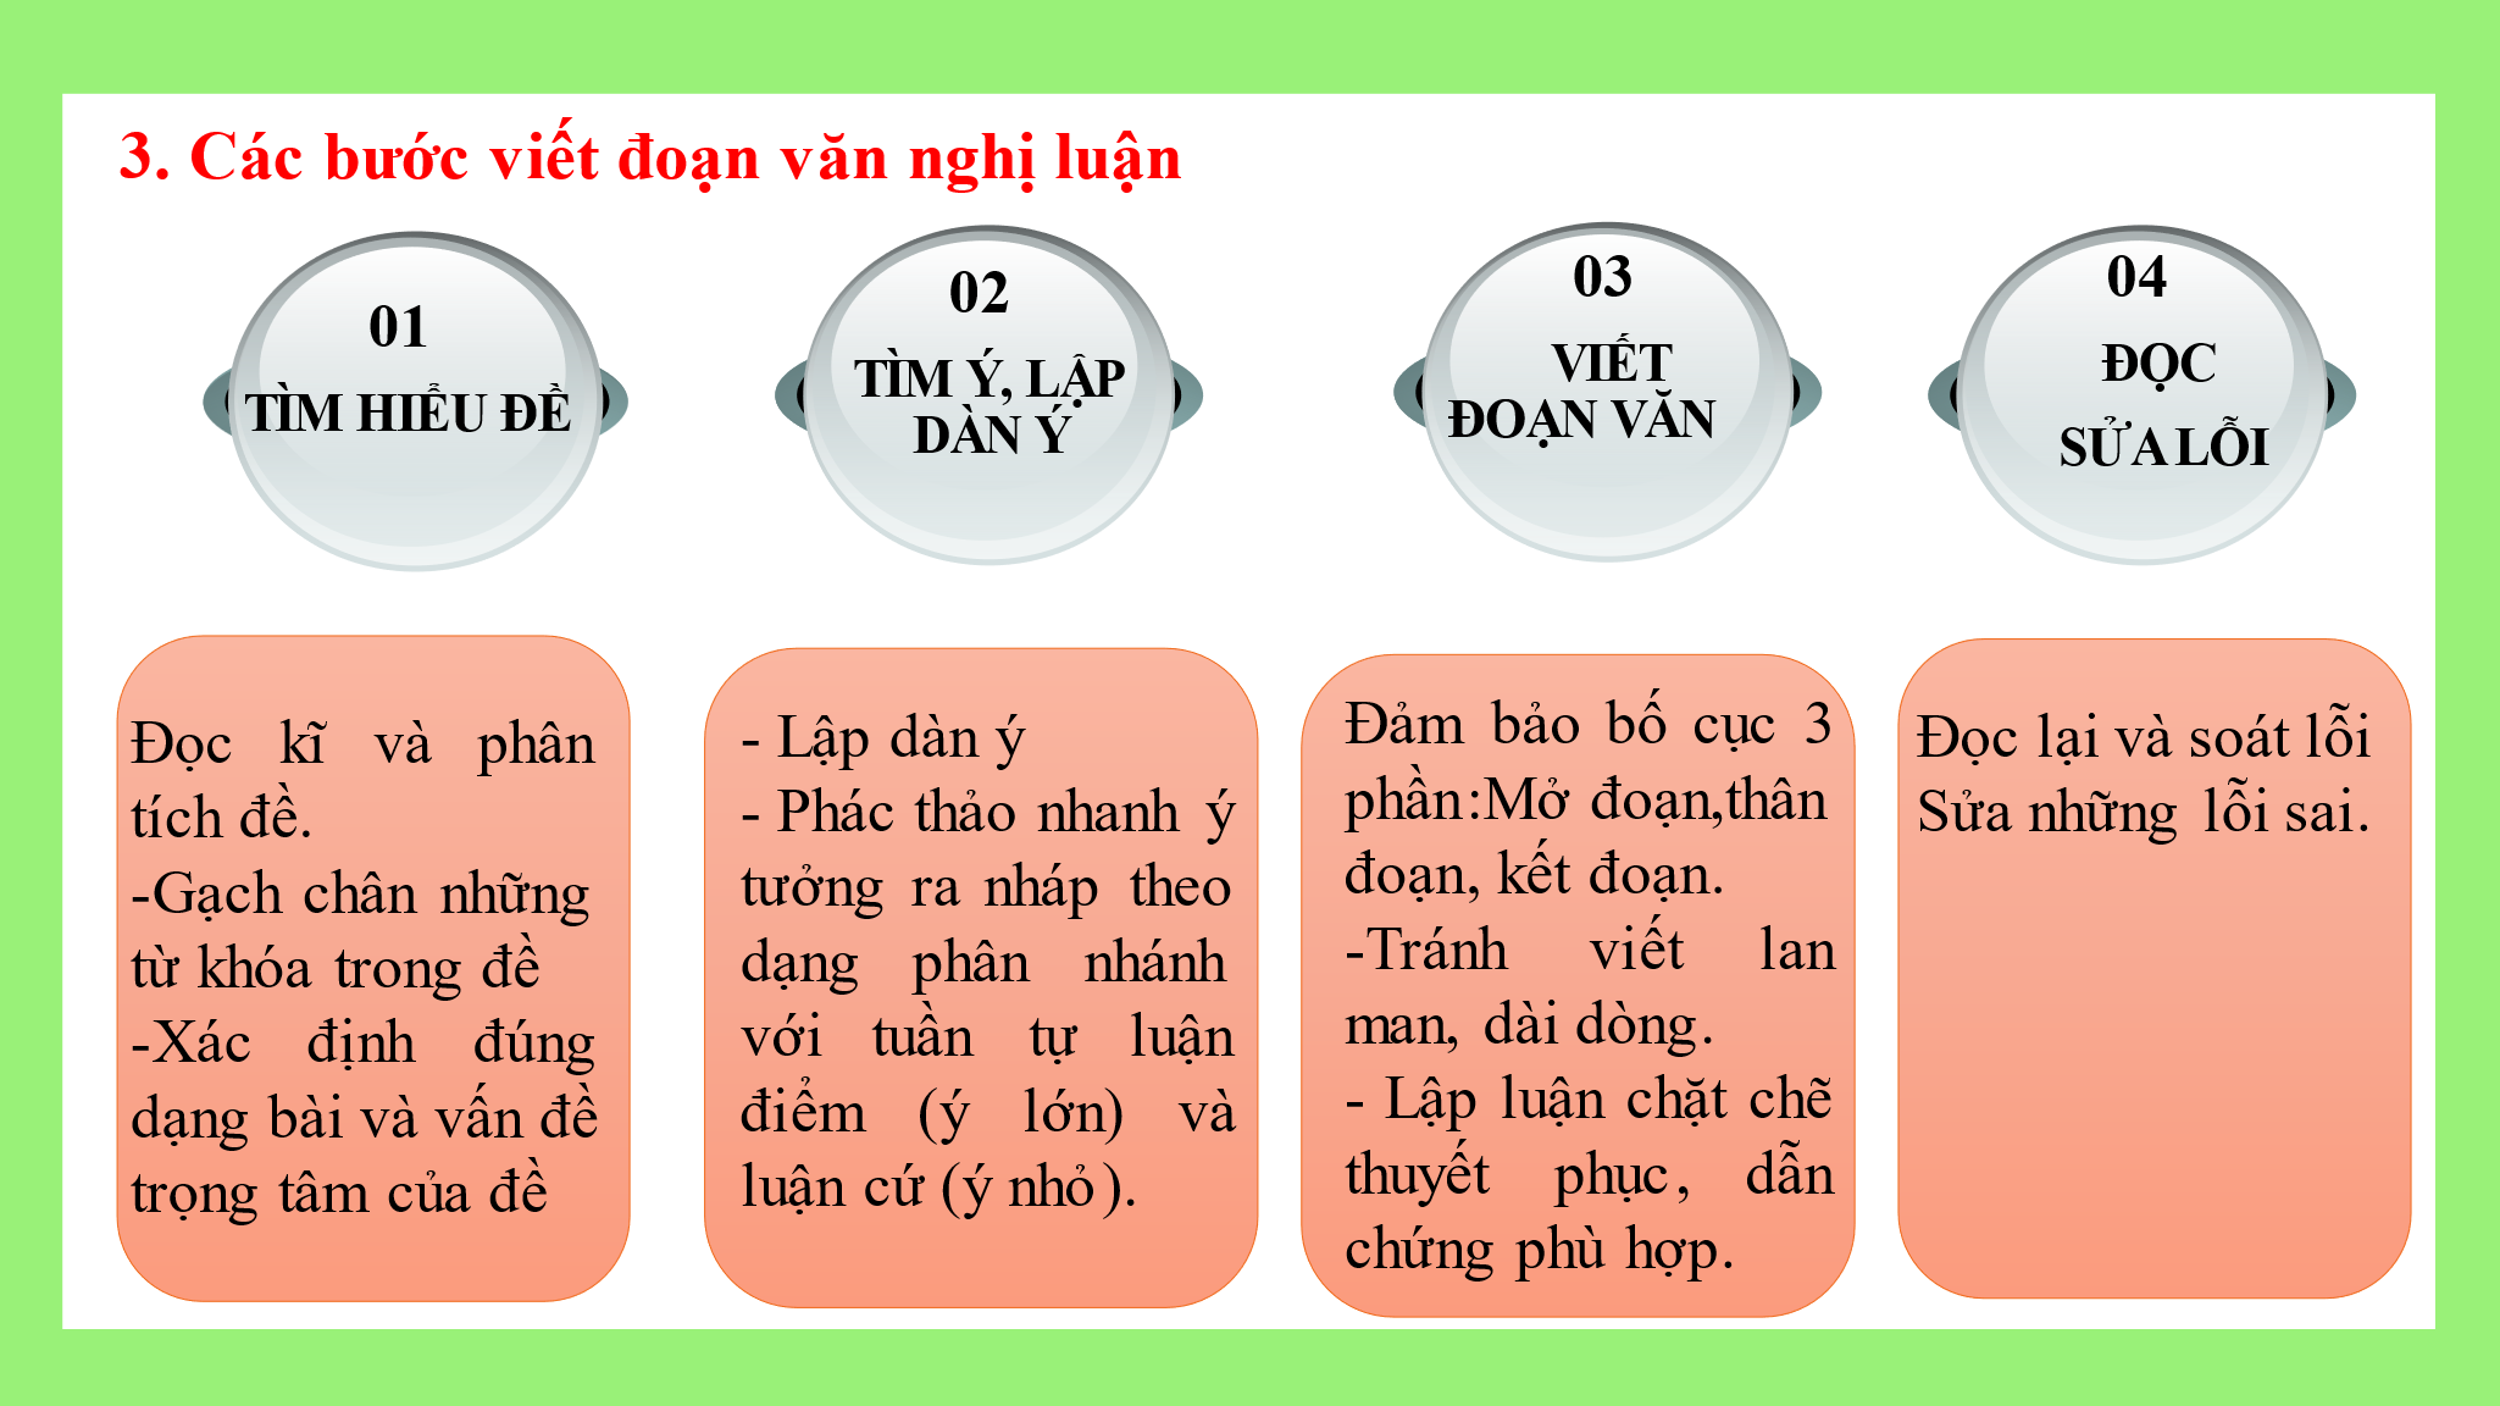 3. Các bước viết đoạn văn nghị luận
01
TÌM HIỂU ĐỀ
02
TÌM Ý, LẬP
DÀN Ý
03
VIẾT
ĐOẠN VĂN
04
ĐỌC
SỬA LỖI
Đọc kĩ và phân
tích đề.
-Gạch chân những
từ khóa trong đề
-Xác định đúng
dạng bài và vấn đề
trọng tâm của đề
- Lập dàn ý
- Phác thảo nhanh ý
tưởng ra nháp theo
dạng phân nhánh
với tuần tự luận
điểm (ý lớn) và
luận cứ (ý nhỏ).
Đảm bảo bố cục 3
phần:Mở đoạn,thân
đoạn, kết đoạn.
-Tránh viết lan
man, dài dòng.
- Lập luận chặt chẽ
thuyết phục, dẫn
chứng phù hợp.
Đọc lại và soát lỗi
Sửa những lỗi sai.